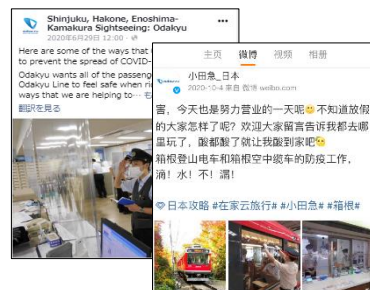 Shinjuku, Hakone, Enoshima-
Kamakura Sightseeing: Odakyu
2020年6月29日 12:00
Here are some of the ways that
to prevent the spread of COVID-
Odakyu wants all of the passeng
Odakyu Line to feel safe when ri
ways that we are helping to…
翻訳を見る
主页 微博 视频 相册
小田急_日本
2020-10-4 来自 微博 weibo.com
害，今天也是努力营业的一天呢 不知道放假
的大家怎样了呢？欢迎大家留言告诉我都去哪
里玩了，酸都酸了就让我酸到家吧
箱根登山电车和箱根空中缆车的防疫工作，
滴！水！不！漏！
日本攻略 #在家云旅行# #小田急# #箱根#